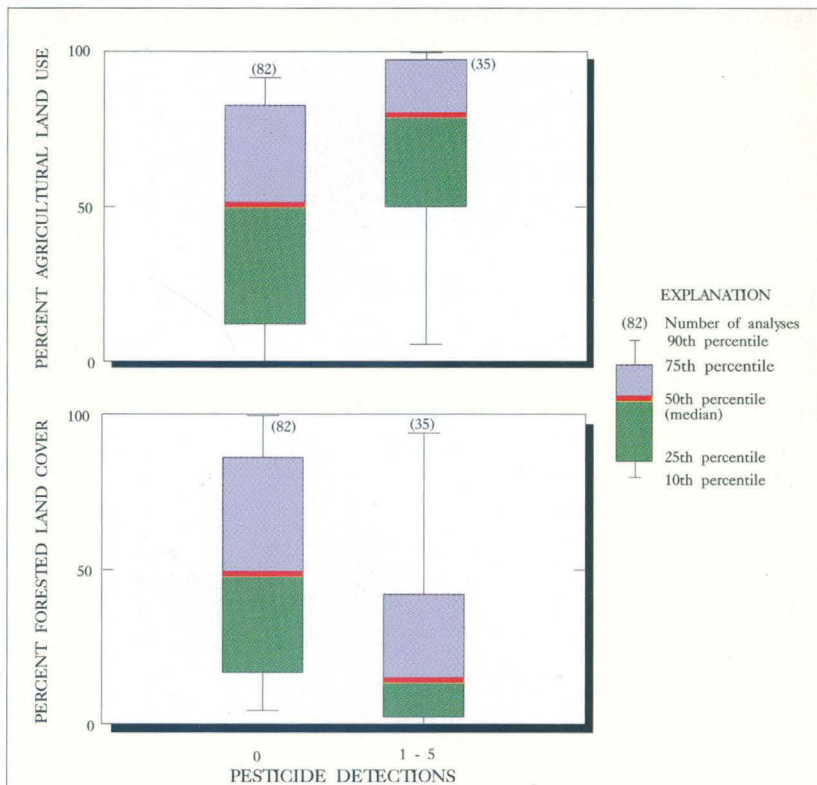 PERCENT AGRICULTURAL LAND USE
100
50
0
(82)
(35)
PERCENT FORESTED LAND COVER
100
50
0
(82)
(35)
0
1 - 5
PESTICIDE DETECTIONS
EXPLANATION
(82) Number of analyses
90th percentile
75th percentile
50th percentile
(median)
25th percentile
10th percentile